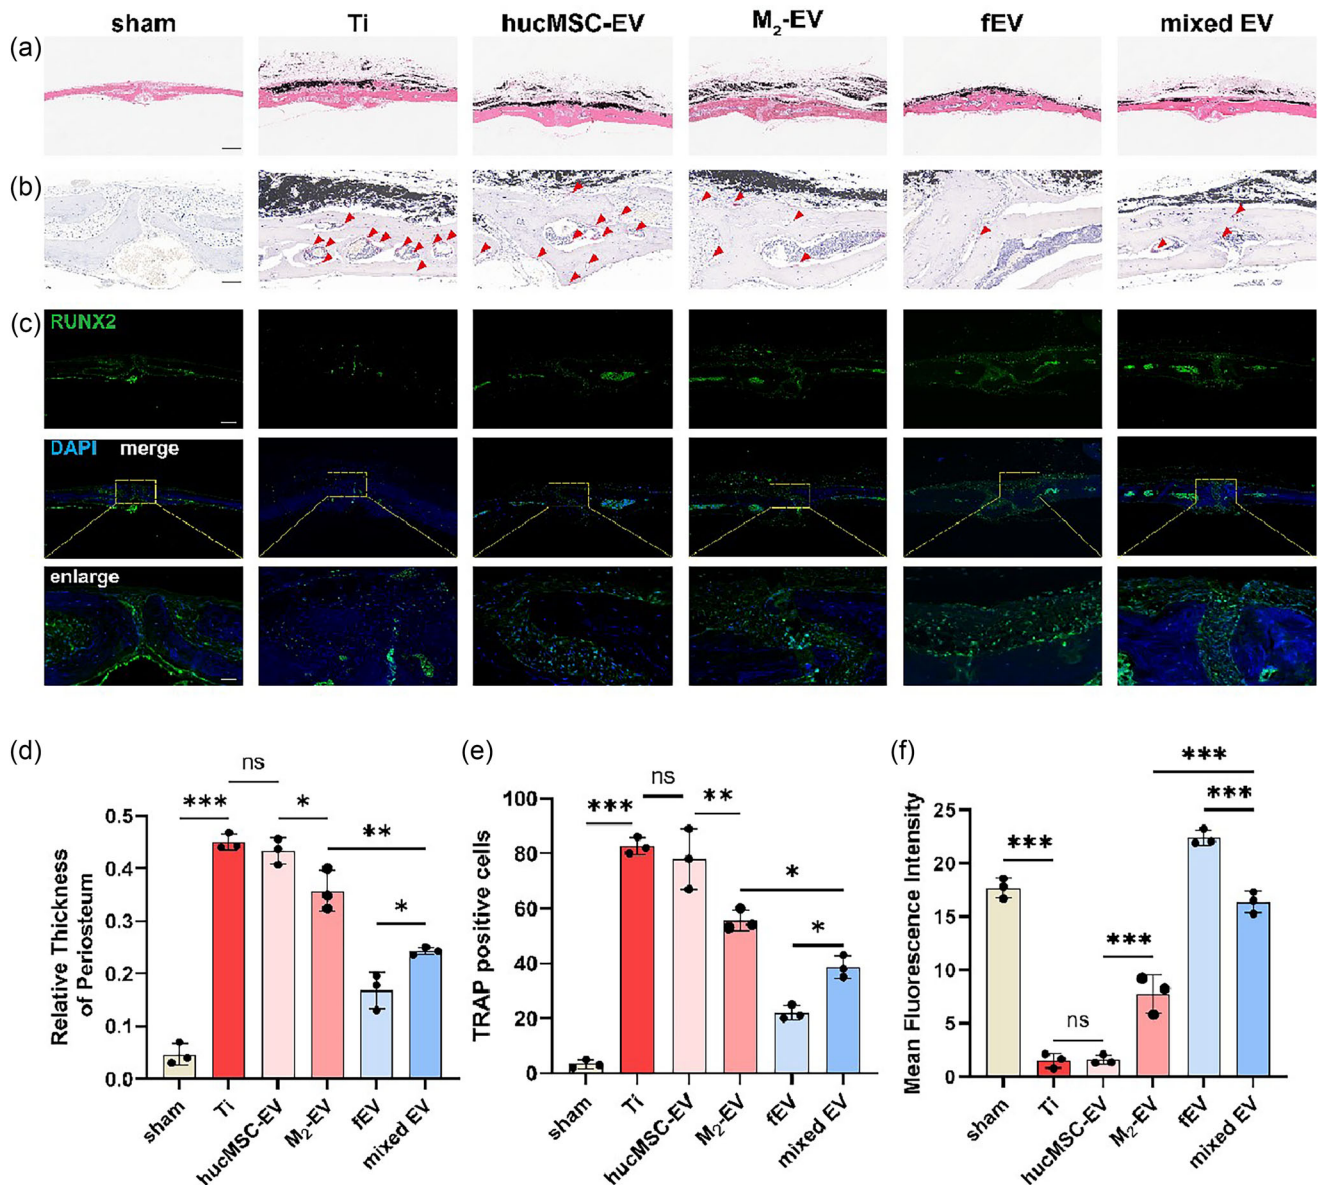 sham Ti hucMSC-EV M₂-EV fEV mixed EV
(a)
(b)
(c)
RUNX2
DAPI merge
enlarge
(d)
ns
***
*
**
*
Relative Thickness
of Periosteum
0.5
0.4
0.3
0.2
0.1
0.0
sham Ti hucMSC-EV M₂-EV fEV mixed EV
(e)
ns
***
**
*
*
TRAP positive cells
100
80
60
40
20
0
sham Ti hucMSC-EV M₂-EV fEV mixed EV
(f)
***
***
***
***
ns
Mean Fluorescence Intensity
25
20
15
10
5
0
sham Ti hucMSC-EV M₂-EV fEV mixed EV